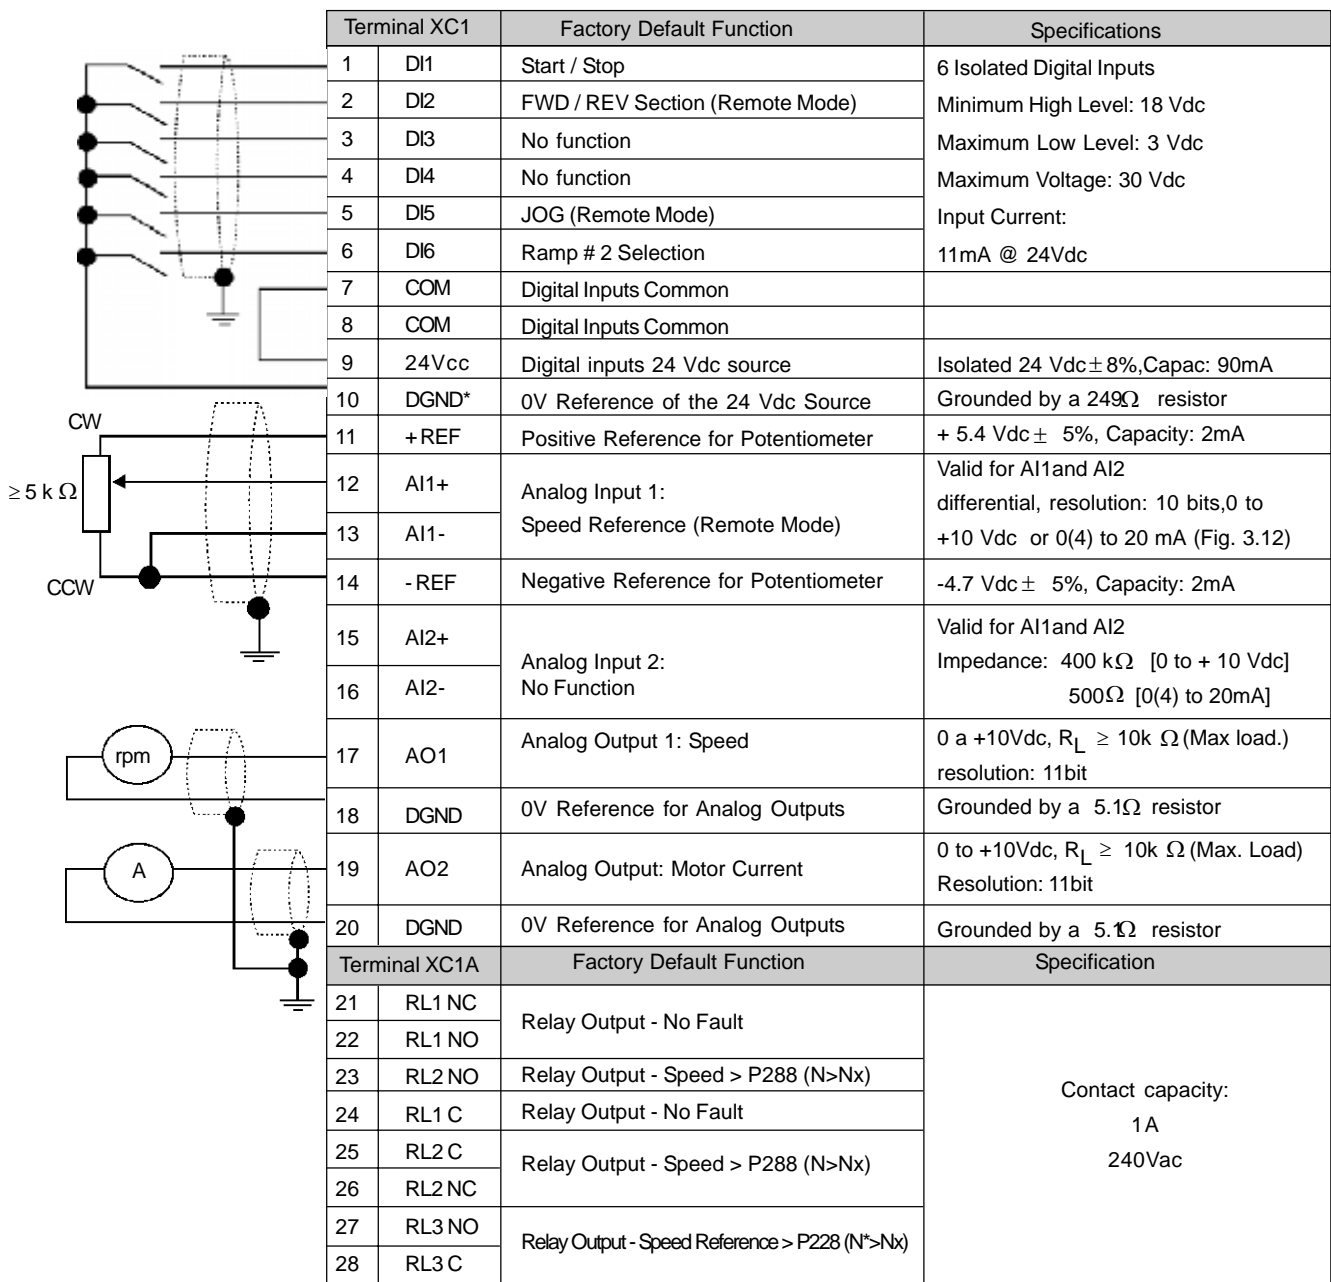 Terminal XC1 Factory Default Function Specifications
1 DI1 Start / Stop 6 Isolated Digital Inputs
2 DI2 FWD / REV Section (Remote Mode) Minimum High Level: 18 Vdc
3 DI3 No function Maximum Low Level: 3 Vdc
4 DI4 No function Maximum Voltage: 30 Vdc
5 DI5 JOG (Remote Mode) Input Current:
6 DI6 Ramp # 2 Selection 11mA @ 24Vdc
7 COM Digital Inputs Common
8 COM Digital Inputs Common
9 24Vcc Digital inputs 24 Vdc source Isolated 24 Vdc ± 8%,Capac: 90mA
10 DGND* 0V Reference of the 24 Vdc Source Grounded by a 249Ω resistor
CW
11 +REF Positive Reference for Potentiometer + 5.4 Vdc ± 5%, Capacity: 2mA
≥ 5 k Ω
12 AI1+ Analog Input 1: Valid for AI1and AI2
differential, resolution: 10 bits,0 to
13 AI1- Speed Reference (Remote Mode) +10 Vdc or 0(4) to 20 mA (Fig. 3.12)
CCW
14 -REF Negative Reference for Potentiometer -4.7 Vdc ± 5%, Capacity: 2mA
15 AI2+ Analog Input 2: Valid for AI1and AI2
Impedance: 400 kΩ [0 to + 10 Vdc]
16 AI2- No Function 500Ω [0(4) to 20mA]
rpm
17 AO1 Analog Output 1: Speed 0 a +10Vdc, RL ≥ 10k Ω (Max load.)
resolution: 11bit
18 DGND 0V Reference for Analog Outputs Grounded by a 5.1Ω resistor
A
19 AO2 Analog Output: Motor Current 0 to +10Vdc, RL ≥ 10k Ω (Max. Load)
Resolution: 11bit
20 DGND 0V Reference for Analog Outputs Grounded by a 5.1Ω resistor
Terminal XC1A Factory Default Function Specification
21 RL1 NC Relay Output - No Fault
22 RL1 NO
23 RL2 NO Relay Output - Speed > P288 (N>Nx)
24 RL1 C Relay Output - No Fault
25 RL2 C Relay Output - Speed > P288 (N>Nx)
26 RL2 NC
27 RL3 NO Relay Output - Speed Reference > P228 (N*>Nx)
28 RL3 C
Contact capacity:
1A
240Vac